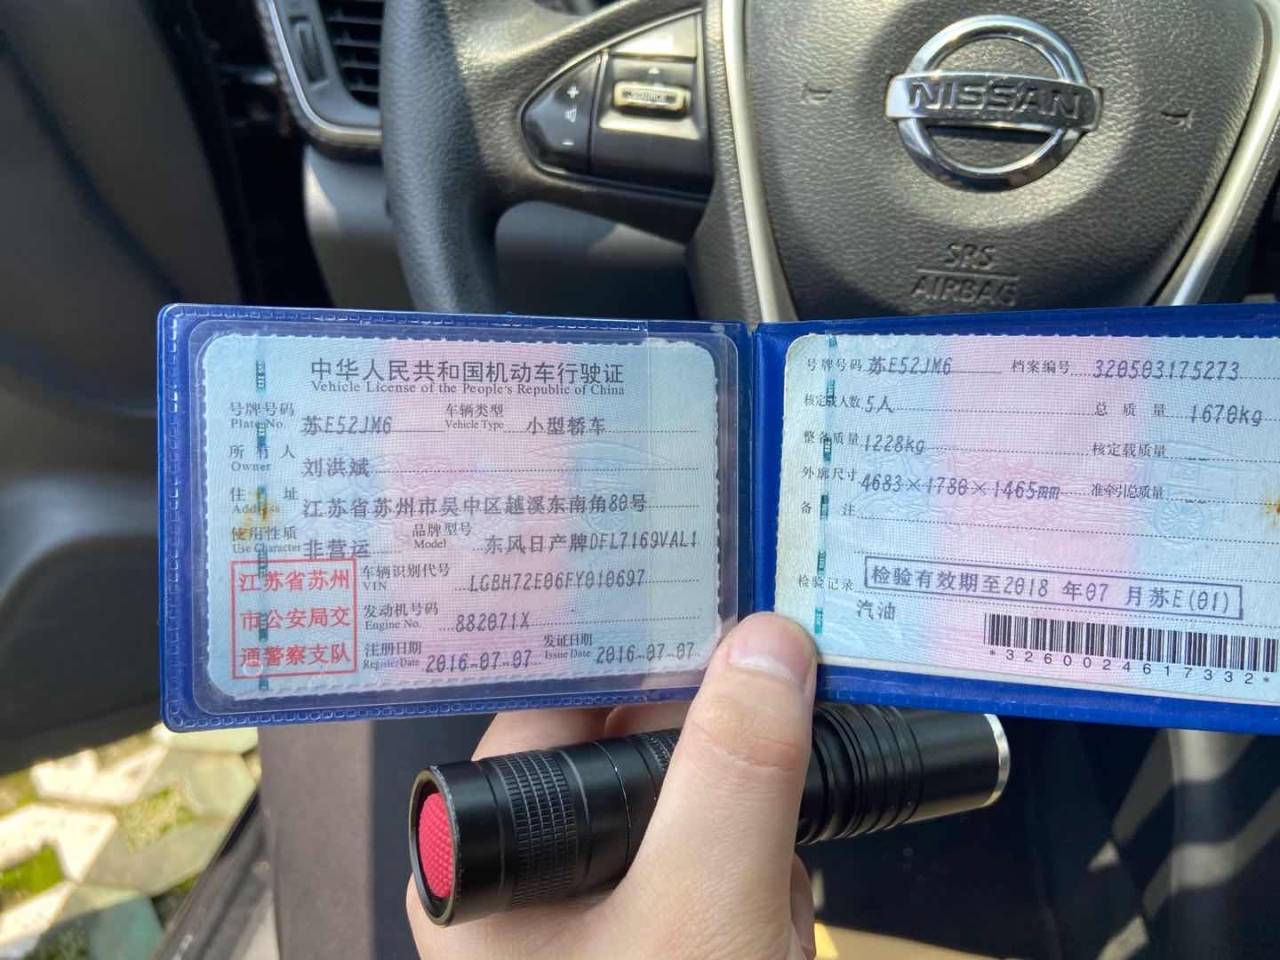 NISSAN
SRS
AIRBAG
中华人民共和国机动车行驶证
Vehicle License of the People's Republic of China
号牌号码 苏E52JM6 车辆类型 小型轿车
Plate No. Vehicle Type
所有人 刘洪斌
Owner
住址 江苏省苏州市吴中区越溪东南角80号
Address
使用性质 非营运 品牌型号 东风日产牌DFL7169VAL1
Use Character Model
江苏省苏州
市公安局交
通警察支队
车辆识别代号 LGBH72E06FY010697
VIN
发动机号码 882071X
Engine No.
注册日期 2016-07-07 发证日期 2016-07-07
Register Date Issue Date
号牌号码 苏E52JM6 档案编号 320503175273
核定载人数 5人 总质量 1670kg
整备质量 1228kg 核定载质量
外廓尺寸 4683×1780×1465mm 准牵引总质量
备注
检验记录 检验有效期至2018 年07 月苏E(01)
汽油
*3260024617332*